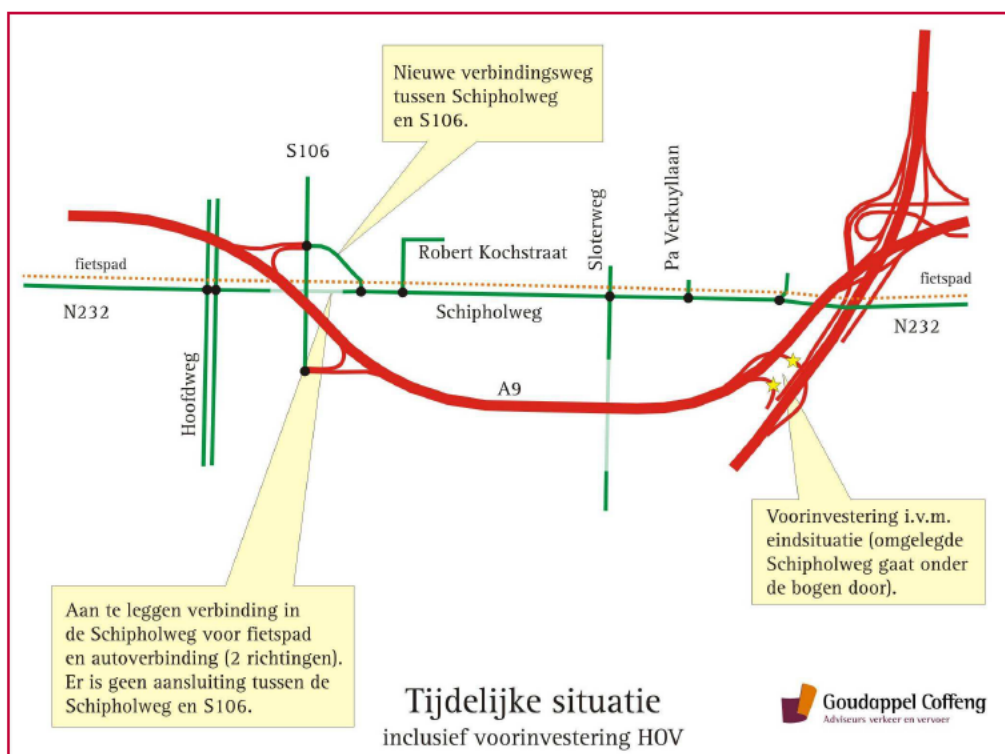 Nieuwe verbindingsweg
tussen Schipholweg
en S106.
S106
Robert Kochstraat
Sloterweg
Pa Verkuyllaan
fietspad
fietspad
N232
Schipholweg
N232
Hoofdweg
A9
Voorinvestering i.v.m.
eindsituatie (omgelegde
Schipholweg gaat onder
de bogen door).
Aan te leggen verbinding in
de Schipholweg voor fietspad
en autoverbinding (2 richtingen).
Er is geen aansluiting tussen de
Schipholweg en S106.
Tijdelijke situatie
inclusief voorinvestering HOV
Goudappel Coffeng
Adviseurs verkeer en vervoer